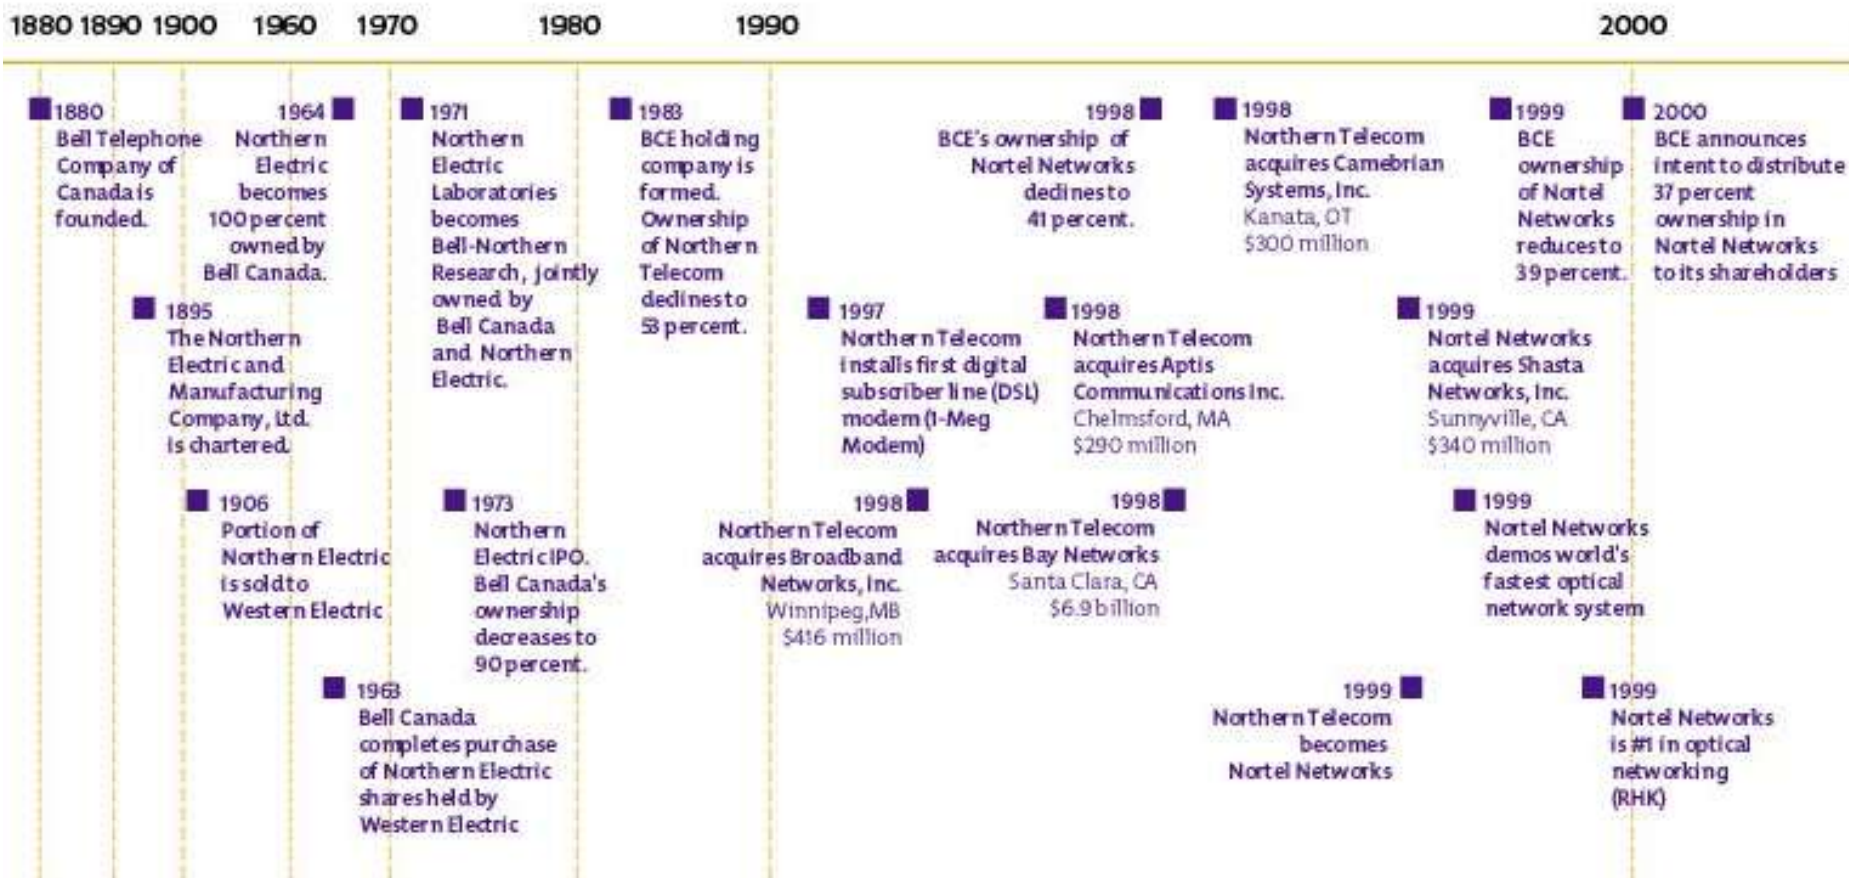 1880 1890 1900 1960 1970 1980 1990 2000
1880
Bell Telephone
Company of
Canada is
founded.
1964
Northern
Electric
becomes
100 percent
owned by
Bell Canada.
1971
Northern
Electric
Laboratories
becomes
Bell-Northern
Research, jointly
owned by
Bell Canada
and Northern
Electric.
1983
BCE holding
company is
formed.
Ownership
of Northern
Telecom
declines to
53 percent.
1998
BCE's ownership of
Nortel Networks
declines to
41 percent.
1998
Northern Telecom
acquires Camebrian
Systems, Inc.
Kanata, OT
$300 million
1999
BCE
ownership
of Nortel
Networks
reduces to
39 percent.
2000
BCE announces
intent to distribute
37 percent
ownership in
Nortel Networks
to its shareholders
1895
The Northern
Electric and
Manufacturing
Company, Ltd.
is chartered.
1997
Northern Telecom
installs first digital
subscriber line (DSL)
modem (1-Meg
Modem)
1998
Northern Telecom
acquires Aptis
Communications Inc.
Chelmsford, MA
$290 million
1999
Nortel Networks
acquires Shasta
Networks, Inc.
Sunnyville, CA
$340 million
1906
Portion of
Northern Electric
is sold to
Western Electric
1973
Northern
Electric IPO.
Bell Canada's
ownership
decreases to
90 percent.
1998
Northern Telecom
acquires Broadband
Networks, Inc.
Winnipeg, MB
$416 million
1998
Northern Telecom
acquires Bay Networks
Santa Clara, CA
$6.9 billion
1999
Nortel Networks
demos world's
fastest optical
network system
1963
Bell Canada
completes purchase
of Northern Electric
shares held by
Western Electric
1999
Northern Telecom
becomes
Nortel Networks
1999
Nortel Networks
is #1 in optical
networking
(RHK)